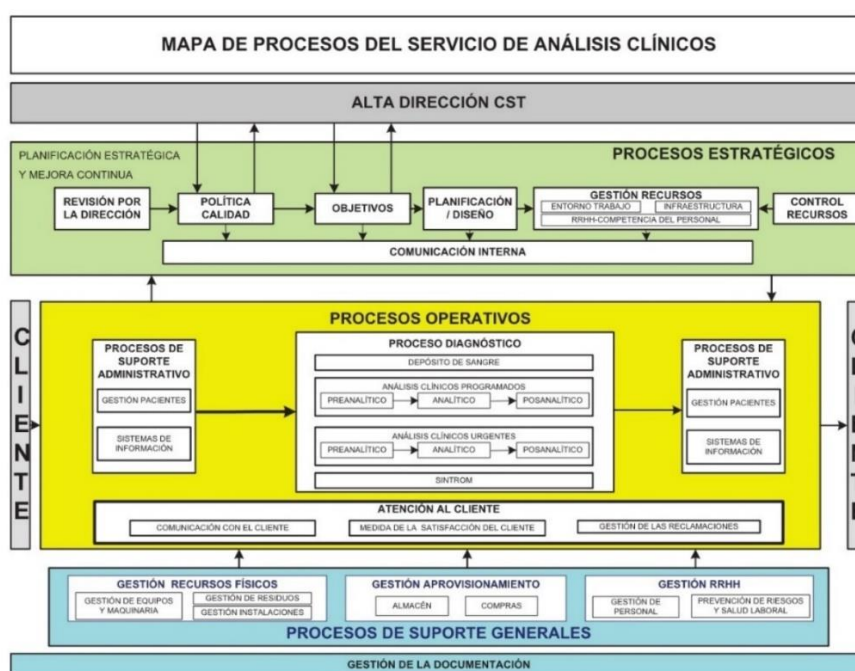 MAPA DE PROCESOS DEL SERVICIO DE ANÁLISIS CLÍNICOS
ALTA DIRECCIÓN CST
PLANIFICACIÓN ESTRATÉGICA
Y MEJORA CONTINUA
PROCESOS ESTRATÉGICOS
REVISIÓN POR
LA DIRECCIÓN
POLÍTICA
CALIDAD
OBJETIVOS
PLANIFICACIÓN
/ DISEÑO
GESTIÓN RECURSOS
ENTORNO TRABAJO
INFRAESTRUCTURA
RRHH-COMPETENCIA DEL PERSONAL
CONTROL
RECURSOS
COMUNICACIÓN INTERNA
CLIENTE
PROCESOS OPERATIVOS
PROCESOS DE
SUPORTE
ADMINISTRATIVO
GESTIÓN PACIENTES
SISTEMAS DE
INFORMACIÓN
PROCESO DIAGNÓSTICO
DEPÓSITO DE SANGRE
ANÁLISIS CLÍNICOS PROGRAMADOS
PREANALÍTICO
ANALÍTICO
POSANALÍTICO
ANÁLISIS CLÍNICOS URGENTES
PREANALÍTICO
ANALÍTICO
POSANALÍTICO
SINTROM
PROCESOS DE
SUPORTE
ADMINISTRATIVO
GESTIÓN PACIENTES
SISTEMAS DE
INFORMACIÓN
ATENCIÓN AL CLIENTE
COMUNICACIÓN CON EL CLIENTE
MEDIDA DE LA SATISFACCIÓN DEL CLIENTE
GESTIÓN DE LAS RECLAMACIONES
GESTIÓN RECURSOS FÍSICOS
GESTIÓN DE EQUIPOS
Y MAQUINARIA
GESTIÓN DE RESIDUOS
GESTIÓN INSTALACIONES
GESTIÓN APROVISIONAMIENTO
ALMACÉN
COMPRAS
GESTIÓN RRHH
GESTIÓN DE
PERSONAL
PREVENCIÓN DE RIESGOS
Y SALUD LABORAL
PROCESOS DE SUPORTE GENERALES
GESTIÓN DE LA DOCUMENTACIÓN